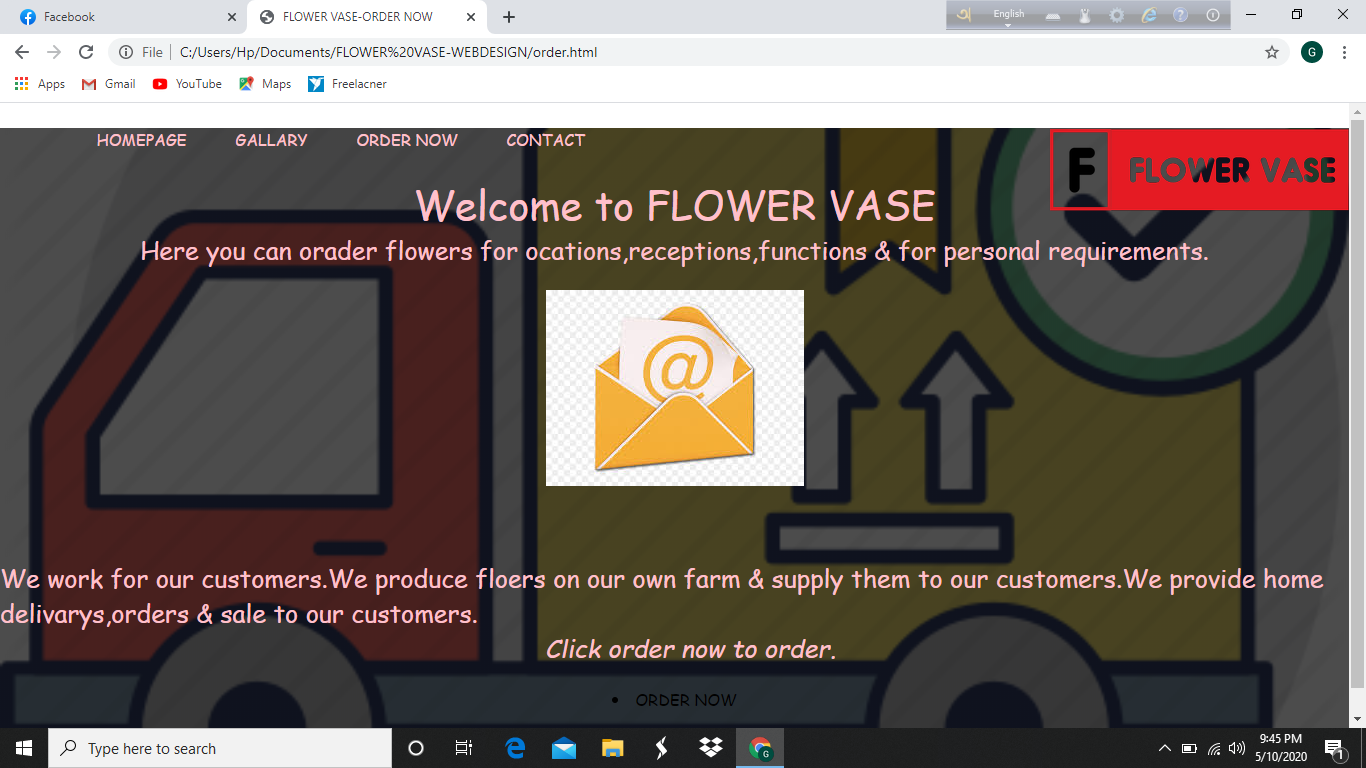 Facebook
FLOWER VASE-ORDER NOW
English
File
C:/Users/Hp/Documents/FLOWER%20VASE-WEBDESIGN/order.html
G
Apps
Gmail
YouTube
Maps
Freelacner
HOMEPAGE
GALLARY
ORDER NOW
CONTACT
F
FLOWER VASE
Welcome to FLOWER VASE
Here you can orader flowers for ocations,receptions,functions & for personal requirements.
@
We work for our customers.We produce floers on our own farm & supply them to our customers.We provide home
delivarys,orders & sale to our customers.
Click order now to order.
• ORDER NOW
Type here to search
G
9:45 PM
5/10/2020
1